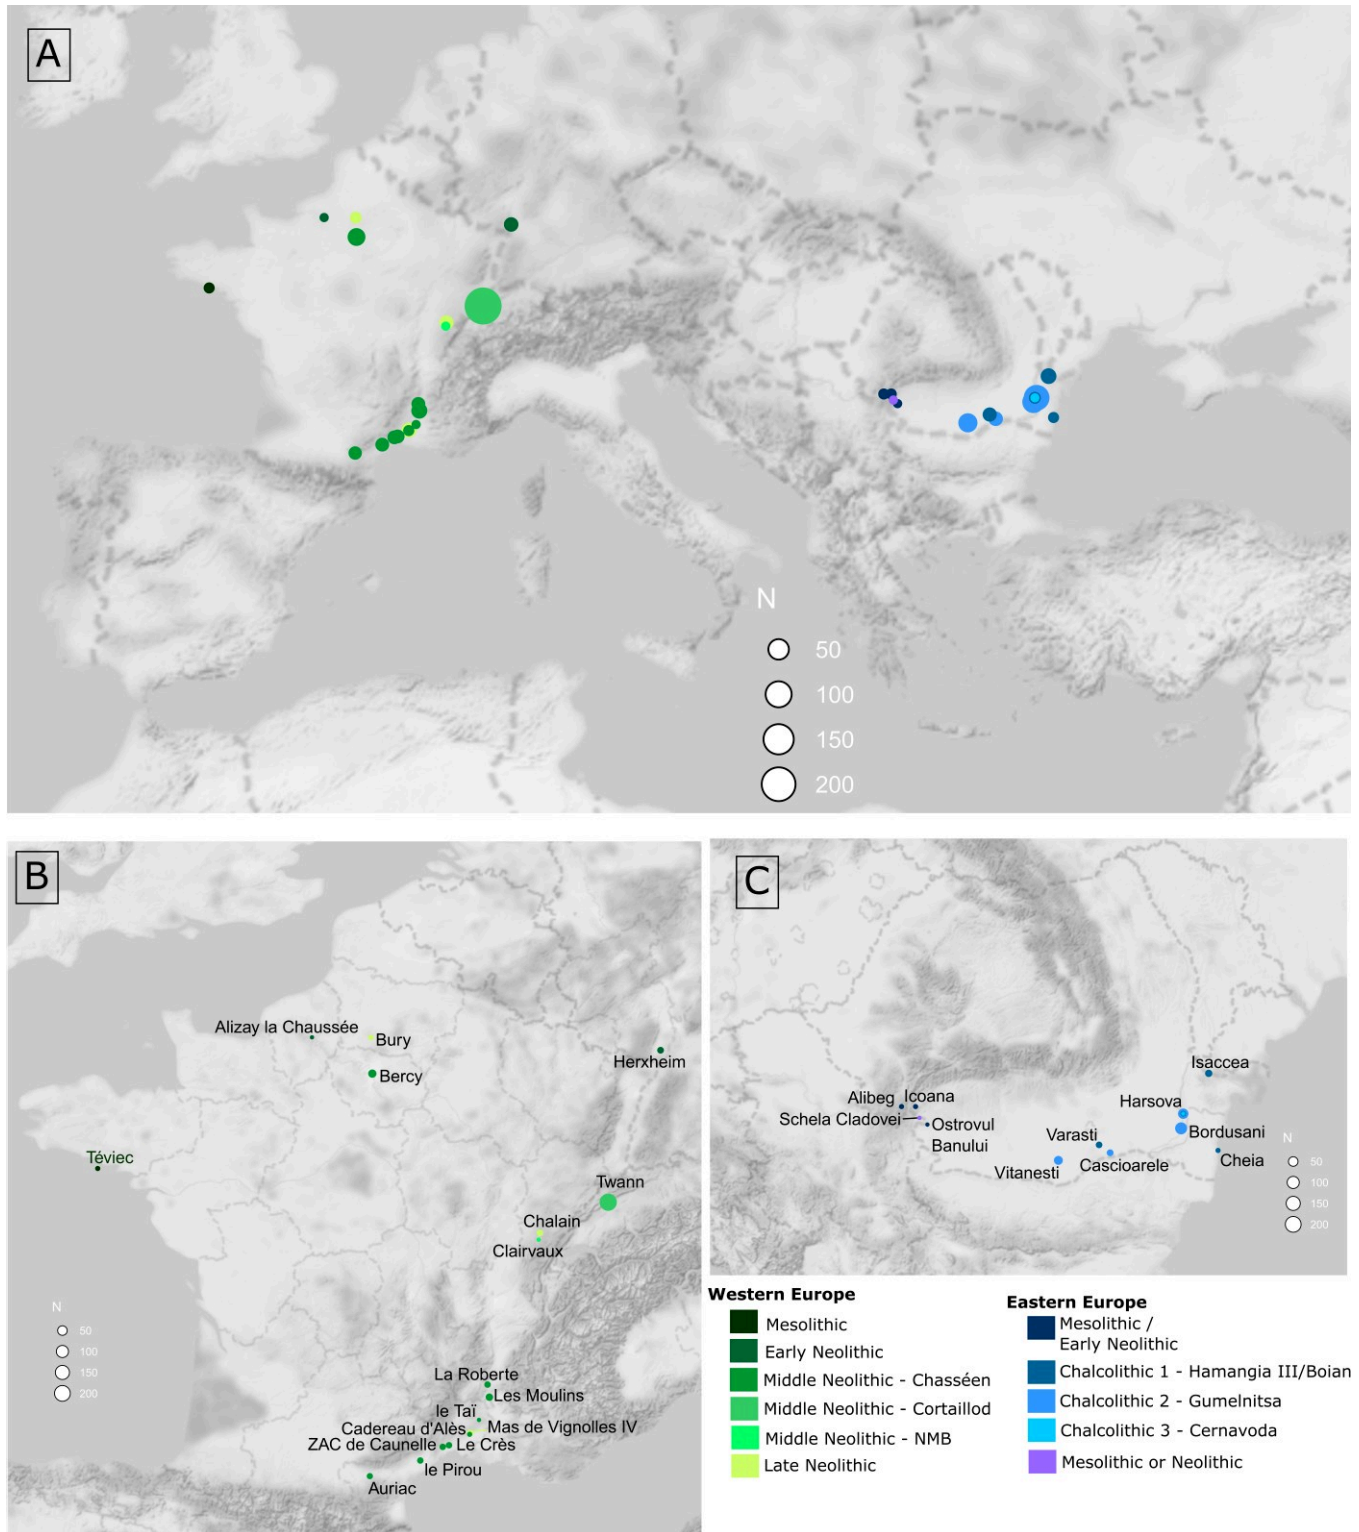 A
N
50
100
150
200
B
Alizay la Chaussée
Bury
Bercy
Herxheim
Téviec
Twann
Chalain
Clairvaux
N
50
100
150
200
La Roberte
Les Moulins
le Taï
Mas de Vignolles IV
Cadereau d'Alès
ZAC de Caunelle
Le Crès
le Pirou
Auriac
C
Isaccea
Alibeg
Icoana
Harsova
Schela Cladovei
Ostrovul
Banului
Varasti
Bordusani
Cheia
Vitanesti
Cascioarele
N
50
100
150
200
Western Europe
Mesolithic
Early Neolithic
Middle Neolithic - Chasséen
Middle Neolithic - Cortaillod
Middle Neolithic - NMB
Late Neolithic
Eastern Europe
Mesolithic /
Early Neolithic
Chalcolithic 1 - Hamangia III/Boian
Chalcolithic 2 - Gumelnitsa
Chalcolithic 3 - Cernavoda
Mesolithic or Neolithic